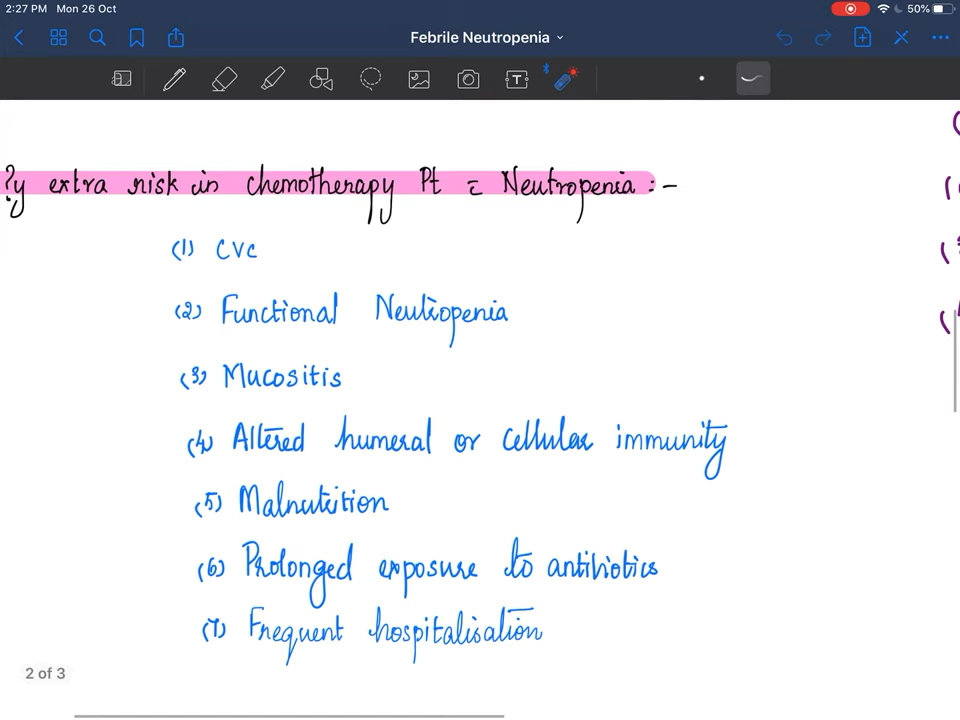 2:27 PM Mon 26 Oct
50%
Febrile Neutropenia
T
extra risk in chemotherapy Pt c Neutropenia :-
(1) CVC
(2) Functional Neutropenia
(3) Mucositis
(4) Altered humeral or cellular immunity
(5) Malnutrition
(6) Prolonged exposure to antibiotics
(7) Frequent hospitalisation
2 of 3